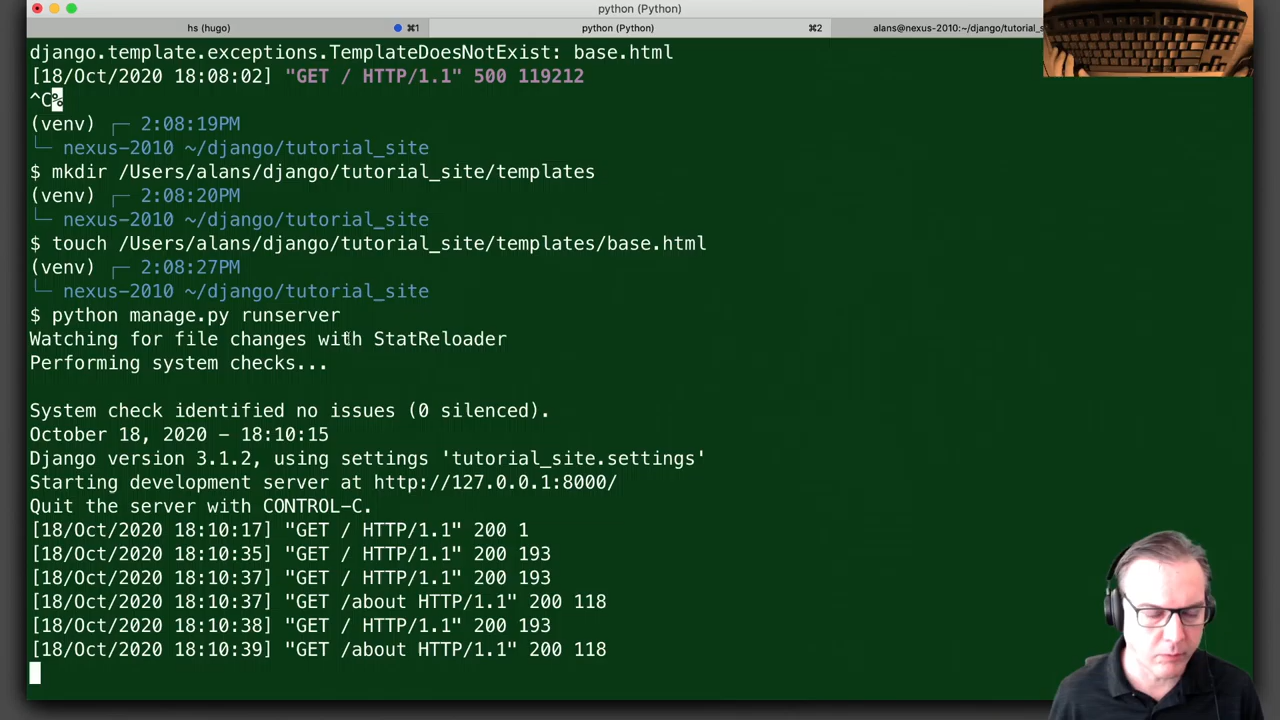 python (Python)
hs (hugo) ⌘1 python (Python) ⌘2 alans@nexus-2010:~/django/tutorial_s
django.template.exceptions.TemplateDoesNotExist: base.html
[18/Oct/2020 18:08:02] "GET / HTTP/1.1" 500 119212
^C%
(venv) ┌─ 2:08:19PM
└─ nexus-2010 ~/django/tutorial_site
$ mkdir /Users/alans/django/tutorial_site/templates
(venv) ┌─ 2:08:20PM
└─ nexus-2010 ~/django/tutorial_site
$ touch /Users/alans/django/tutorial_site/templates/base.html
(venv) ┌─ 2:08:27PM
└─ nexus-2010 ~/django/tutorial_site
$ python manage.py runserver
Watching for file changes with StatReloader
Performing system checks...
System check identified no issues (0 silenced).
October 18, 2020 - 18:10:15
Django version 3.1.2, using settings 'tutorial_site.settings'
Starting development server at http://127.0.0.1:8000/
Quit the server with CONTROL-C.
[18/Oct/2020 18:10:17] "GET / HTTP/1.1" 200 1
[18/Oct/2020 18:10:35] "GET / HTTP/1.1" 200 193
[18/Oct/2020 18:10:37] "GET / HTTP/1.1" 200 193
[18/Oct/2020 18:10:37] "GET /about HTTP/1.1" 200 118
[18/Oct/2020 18:10:38] "GET / HTTP/1.1" 200 193
[18/Oct/2020 18:10:39] "GET /about HTTP/1.1" 200 118